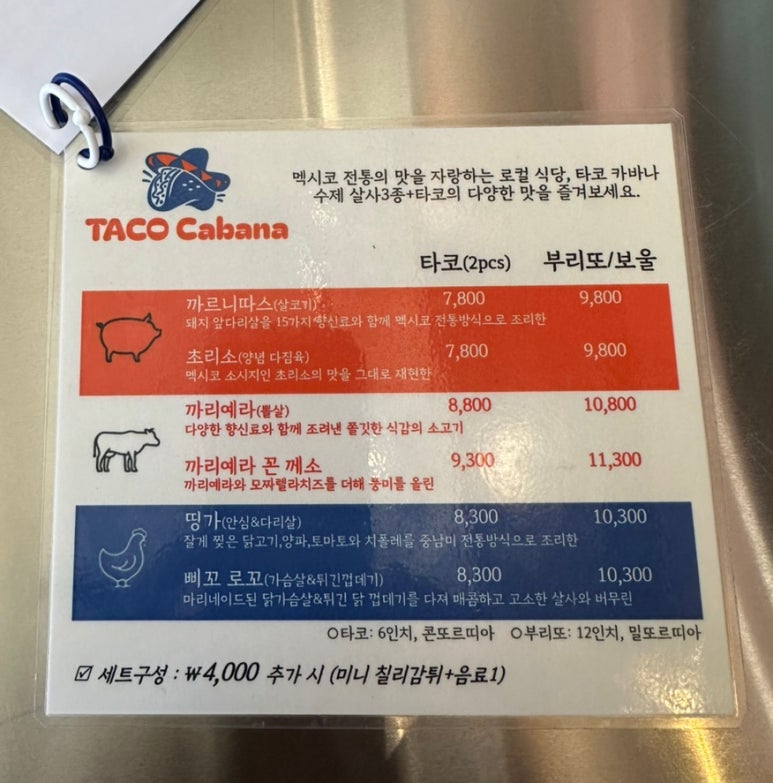 멕시코 전통의 맛을 자랑하는 로컬 식당, 타코 카바나
수제 살사3종+타코의 다양한 맛을 즐겨보세요.
TACO Cabana
타코(2pcs) 부리또/보울
까르니따스(살코기) 7,800 9,800
돼지 앞다리살을 15가지 향신료와 함께 멕시코 전통방식으로 조리한
초리소(양념 다짐육) 7,800 9,800
멕시코 소시지인 초리소의 맛을 그대로 재현한
까리예라(뽈살) 8,800 10,800
다양한 향신료와 함께 조려낸 쫄깃한 식감의 소고기
까리예라 꼰 께소 9,300 11,300
까리예라와 모짜렐라치즈를 더해 풍미를 올린
띵가(안심&다리살) 8,300 10,300
잘게 찢은 닭고기,양파,토마토와 치폴레를 중남미 전통방식으로 조리한
삐꼬 로꼬(가슴살&튀긴껍데기) 8,300 10,300
마리네이드된 닭가슴살&튀긴 닭 껍데기를 다져 매콤하고 고소한 살사와 버무린
○타코: 6인치, 콘또르띠아 ○부리또: 12인치, 밀또르띠아
☑ 세트구성 : ₩4,000 추가 시 (미니 칠리감튀+음료1)